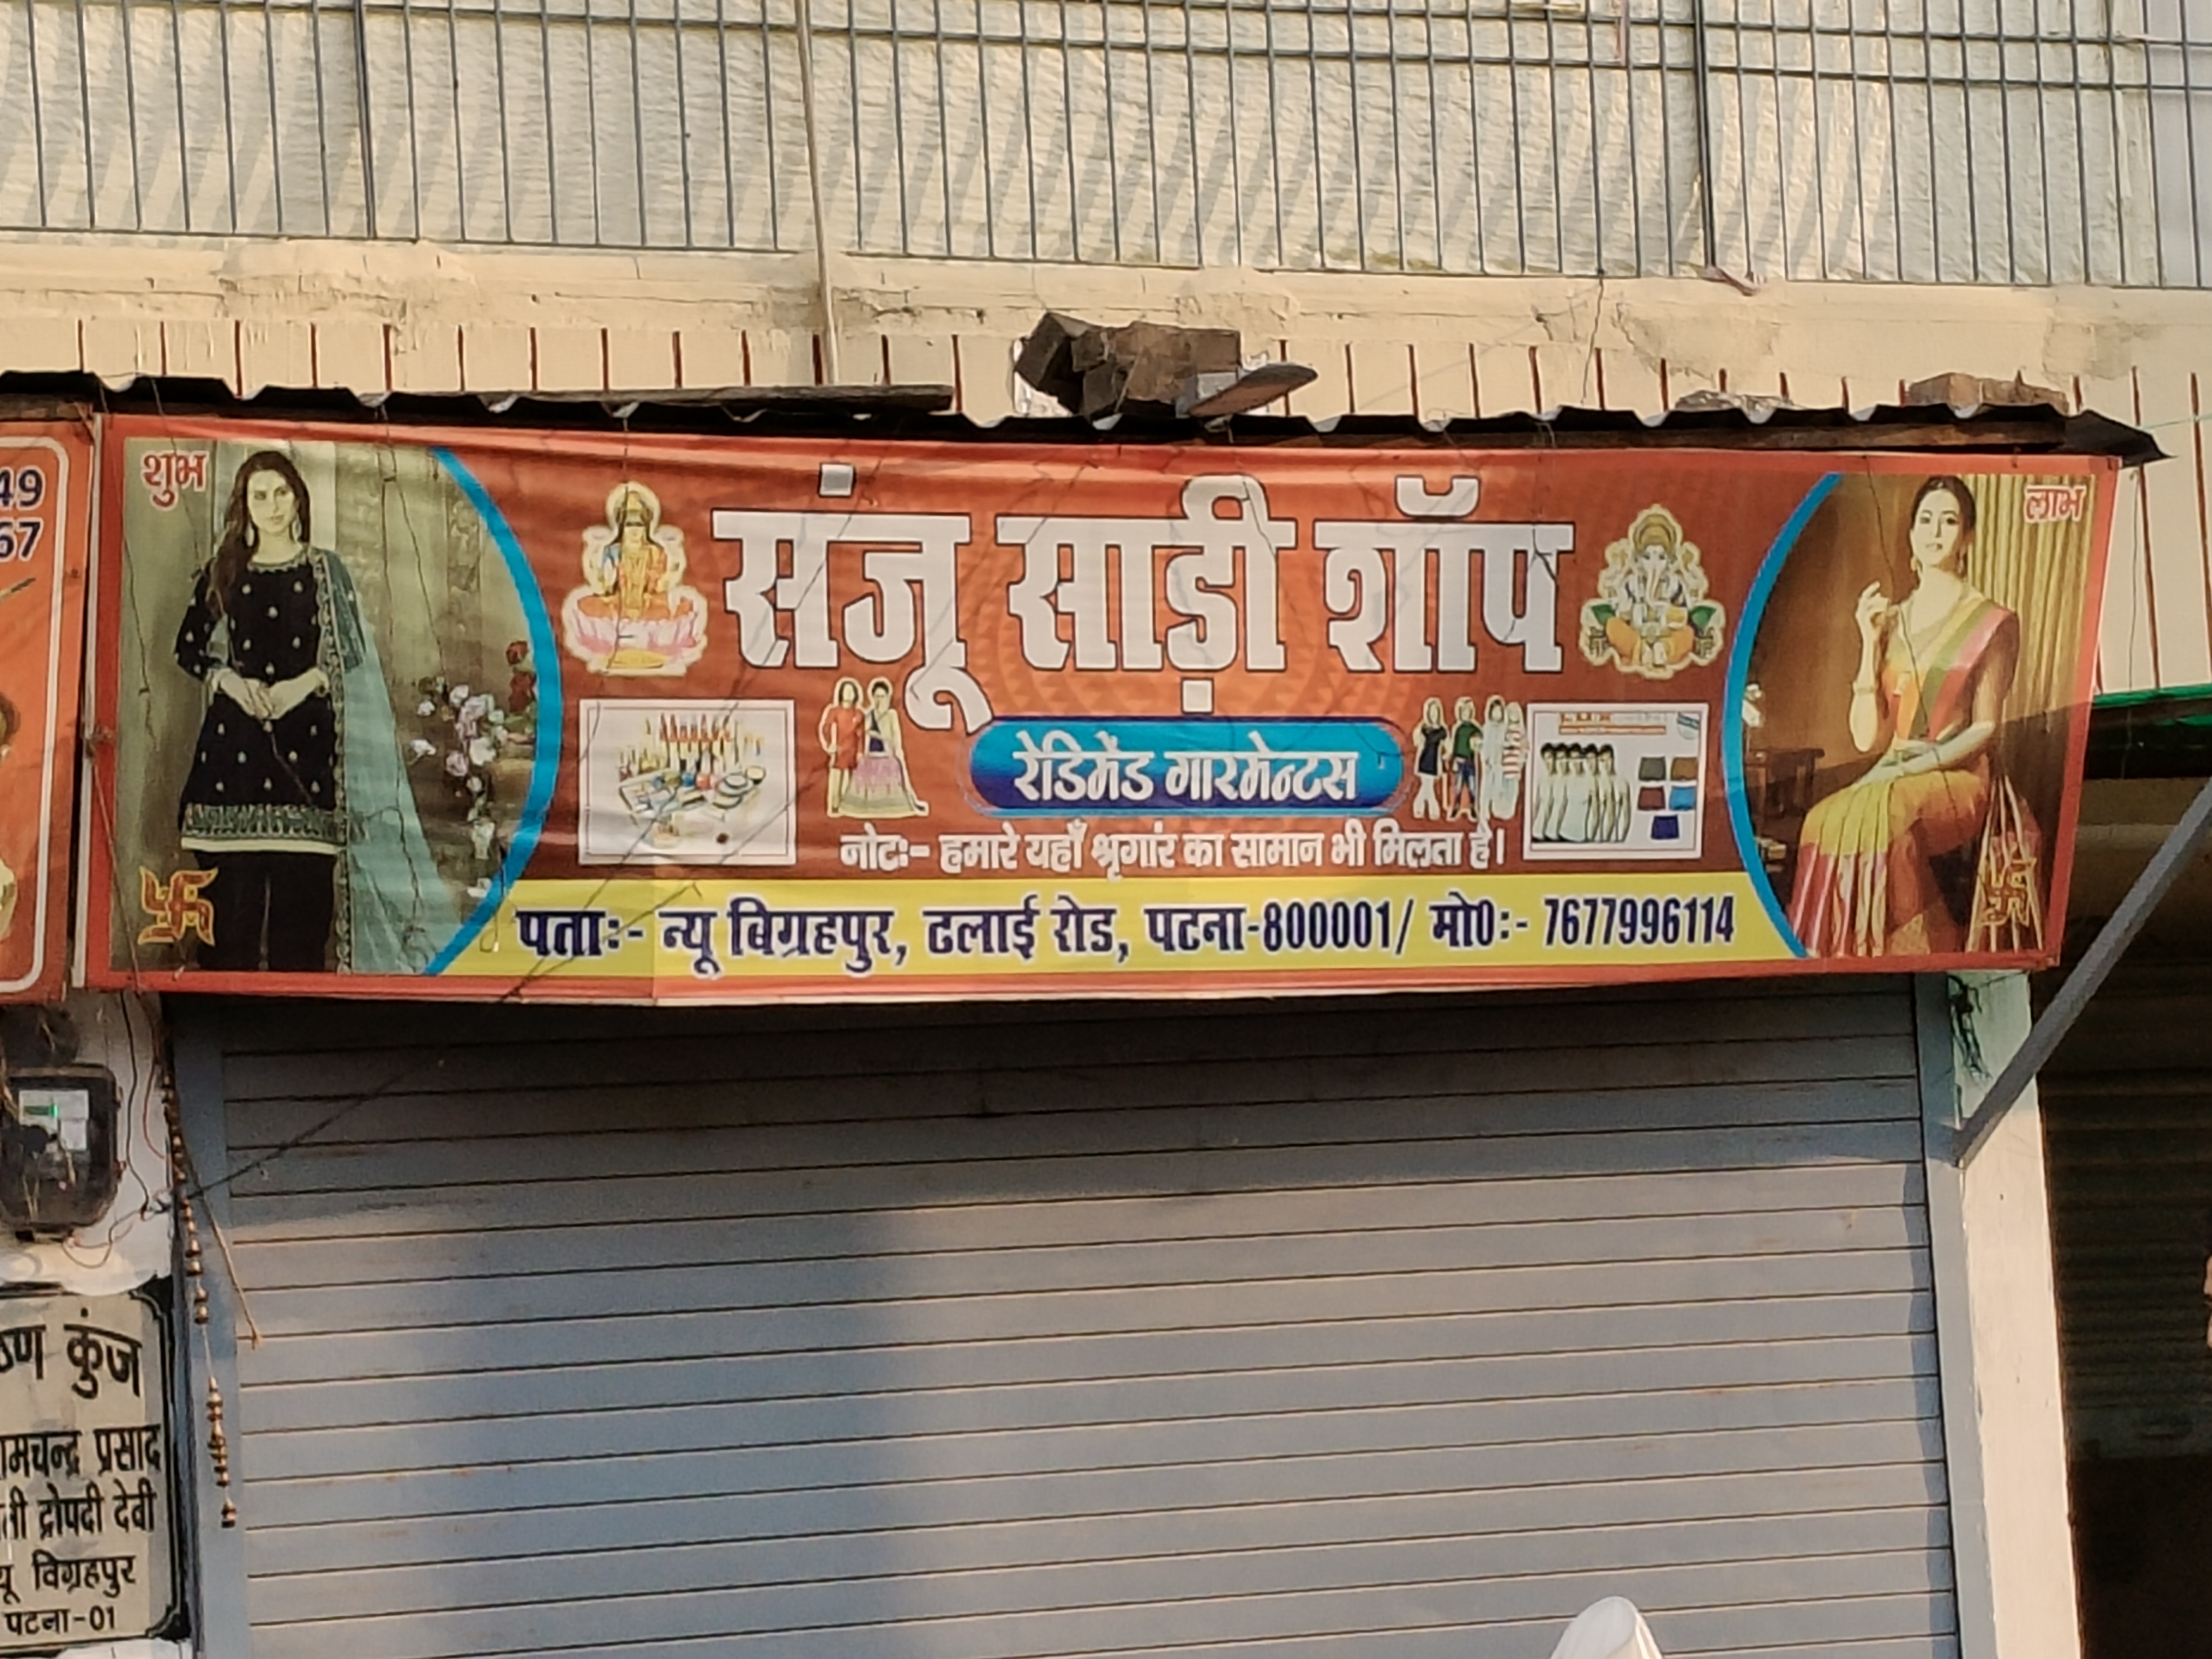 शुभ
लाभ
संजू साड़ी शॉप
रेडिमेंड गारमेन्टस
नोटः- हमारे यहाँ श्रृगांर का सामान भी मिलता है।
पताः- न्यू विग्रहपुर, ढलाई रोड, पटना-800001/ मो0ः- 7677996114
49
67
कुंज
प्रसाद
द्रोपदी देवी
विग्रहपुर
पटना-01